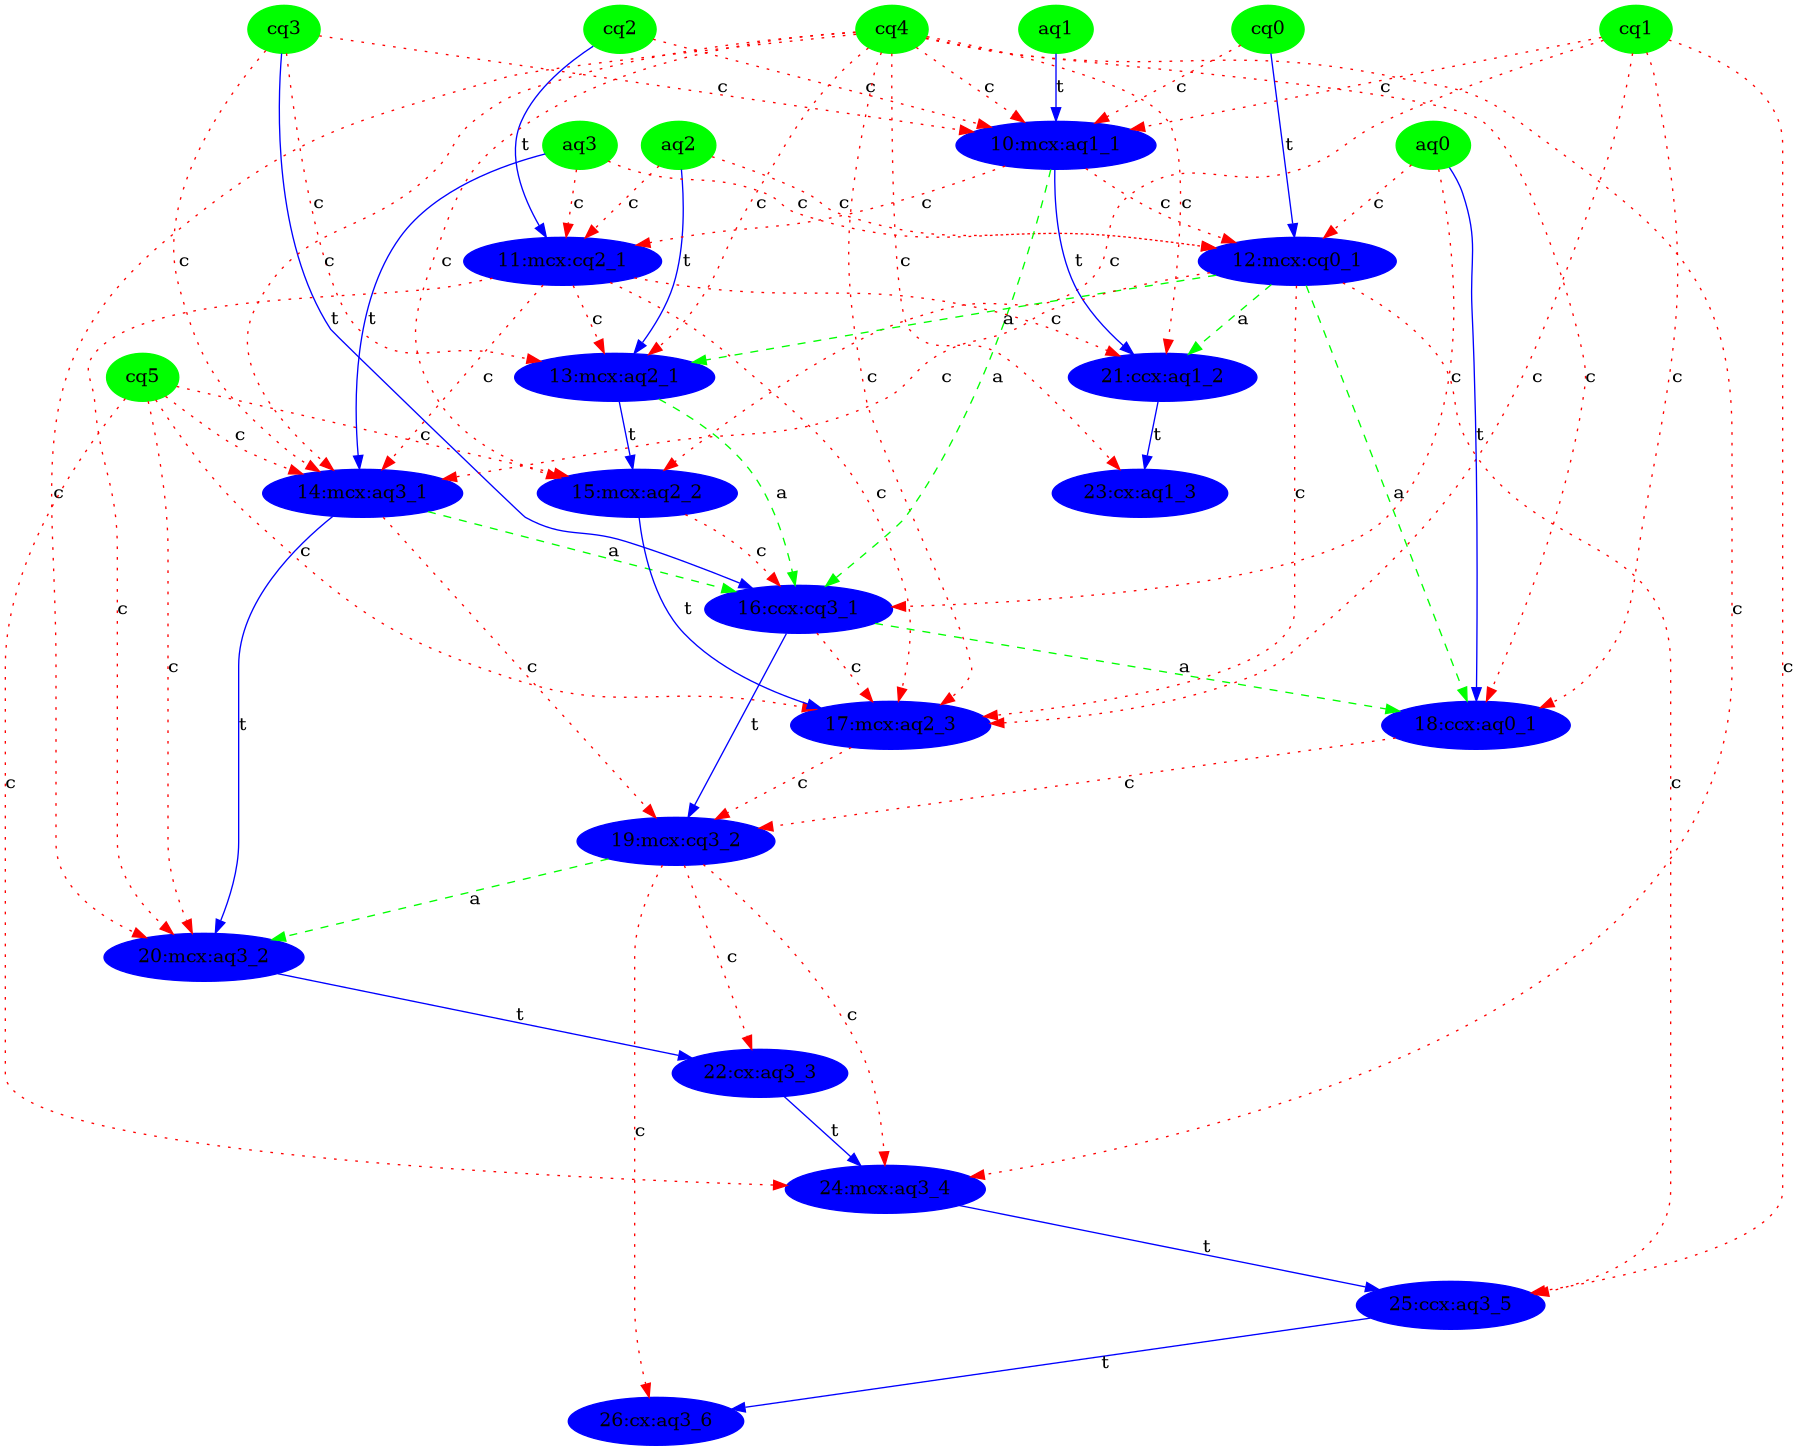 cq3 cq2 cq4 aq1 cq0 cq1
c c c t c c
aq3 aq2 10:mcx:aq1_1 aq0
t c c c c c c c t c
11:mcx:cq2_1 12:mcx:cq0_1
c c t t c c c c t c a c a
cq5 13:mcx:aq2_1 21:ccx:aq1_2
c c c t a c t c c c
14:mcx:aq3_1 15:mcx:aq2_2 23:cx:aq1_3
c c a a c c c a t
16:ccx:cq3_1
c c t c t c a c
17:mcx:aq2_3 18:ccx:aq0_1
c t c c c c
19:mcx:cq3_2
a
20:mcx:aq3_2
t c c
22:cx:aq3_3
c t
24:mcx:aq3_4
t
25:ccx:aq3_5
t
26:cx:aq3_6